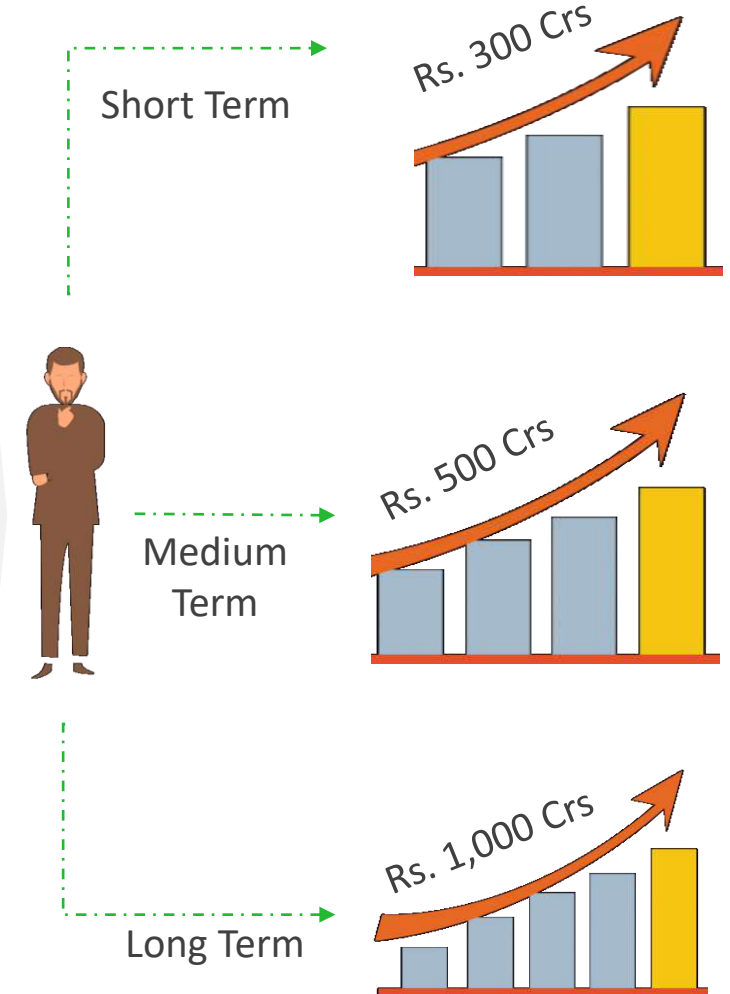 Rs. 300 Crs
Short Term
Rs. 500 Crs
Medium
Term
Rs. 1,000 Crs
Long Term